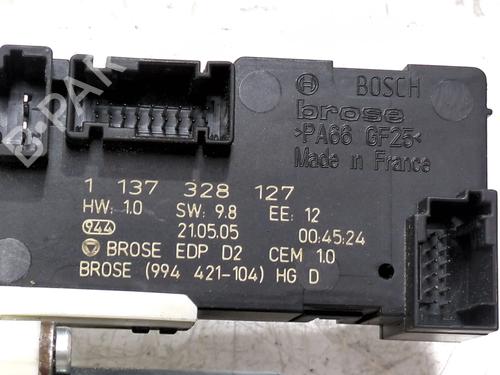 BOSCH
brose
>PA66 GF25<
Made in France
1 137 328 127
HW: 1.0 SW: 9.8 EE: 12
944 21.05.05 00:45:24
BROSE EDP D2 CEM 1.0
BROSE (994 421-104) HG D
B-PARTS